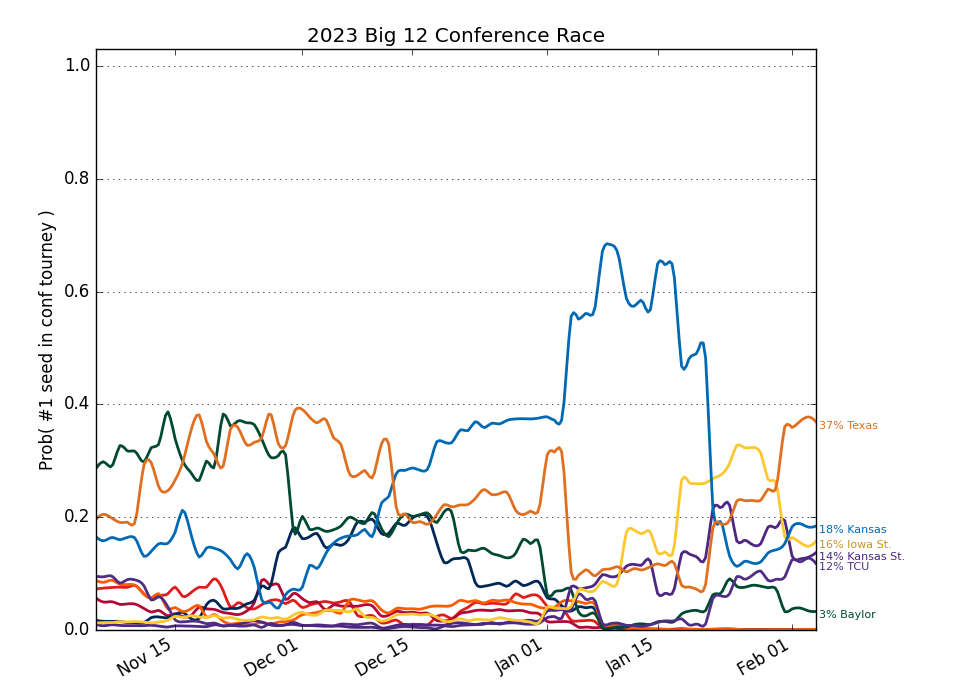 2023 Big 12 Conference Race
Prob( #1 seed in conf tourney )
1.0
0.8
0.6
0.4
0.2
0.0
Nov 15
Dec 01
Dec 15
Jan 01
Jan 15
Feb 01
37% Texas
18% Kansas
16% Iowa St.
14% Kansas St.
12% TCU
3% Baylor